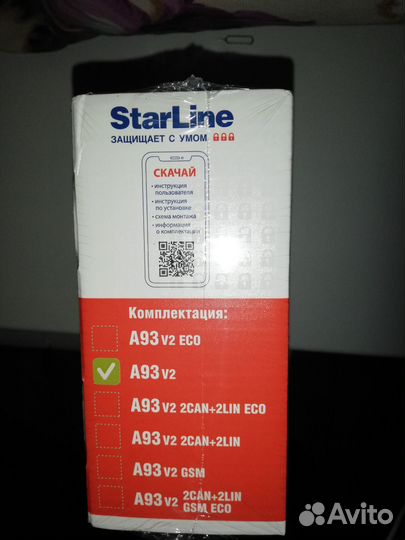 StarLine
ЗАЩИЩАЕТ С УМОМ
СКАЧАЙ
• инструкция
пользователя
• инструкция
по установке
• схема монтажа
• информация
о комплектации
Комплектация:
A93 V2 ECO
A93 V2
A93 V2 2CAN+2LIN ECO
A93 V2 2CAN+2LIN
A93 V2 GSM
A93 V2 2CAN+2LIN
GSM ECO
Avito